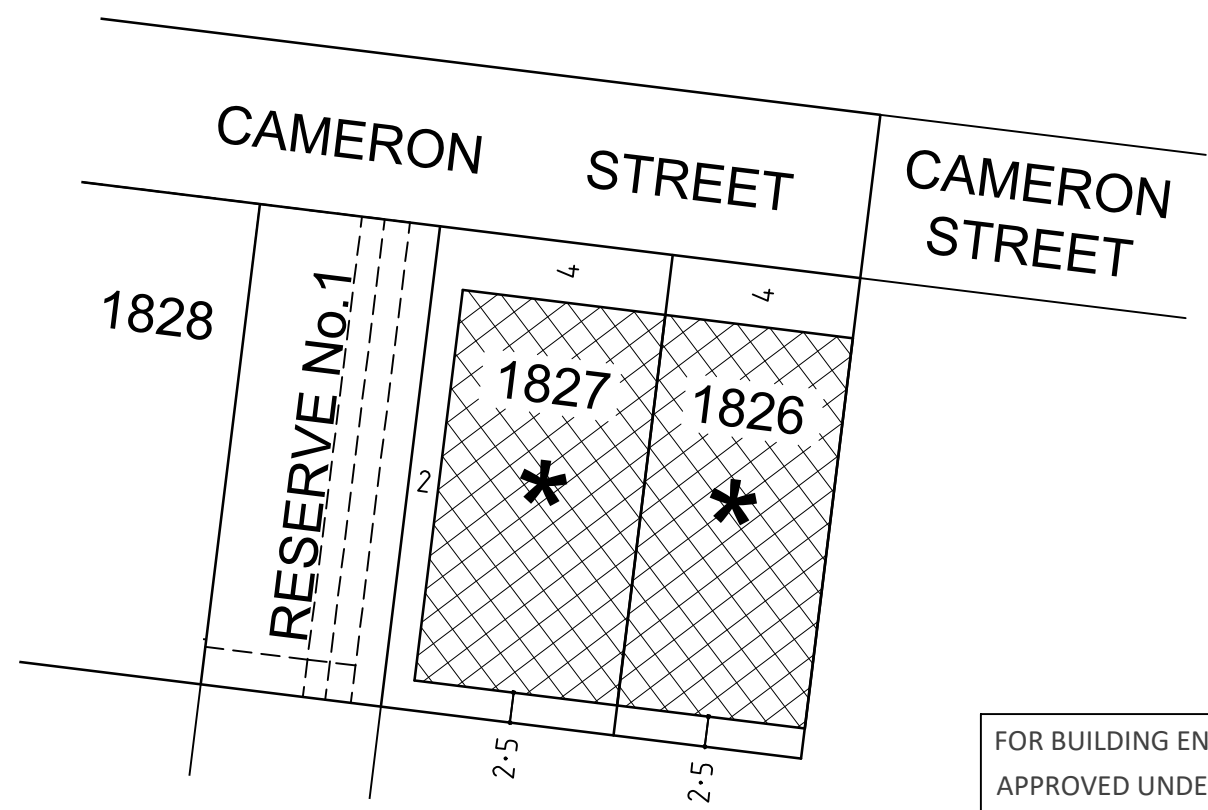 CAMERON STREET
CAMERON
STREET
4
4
1828
RESERVE No.1
1827
1826
*
*
2
2·5
2·5
FOR BUILDING EN
APPROVED UNDE